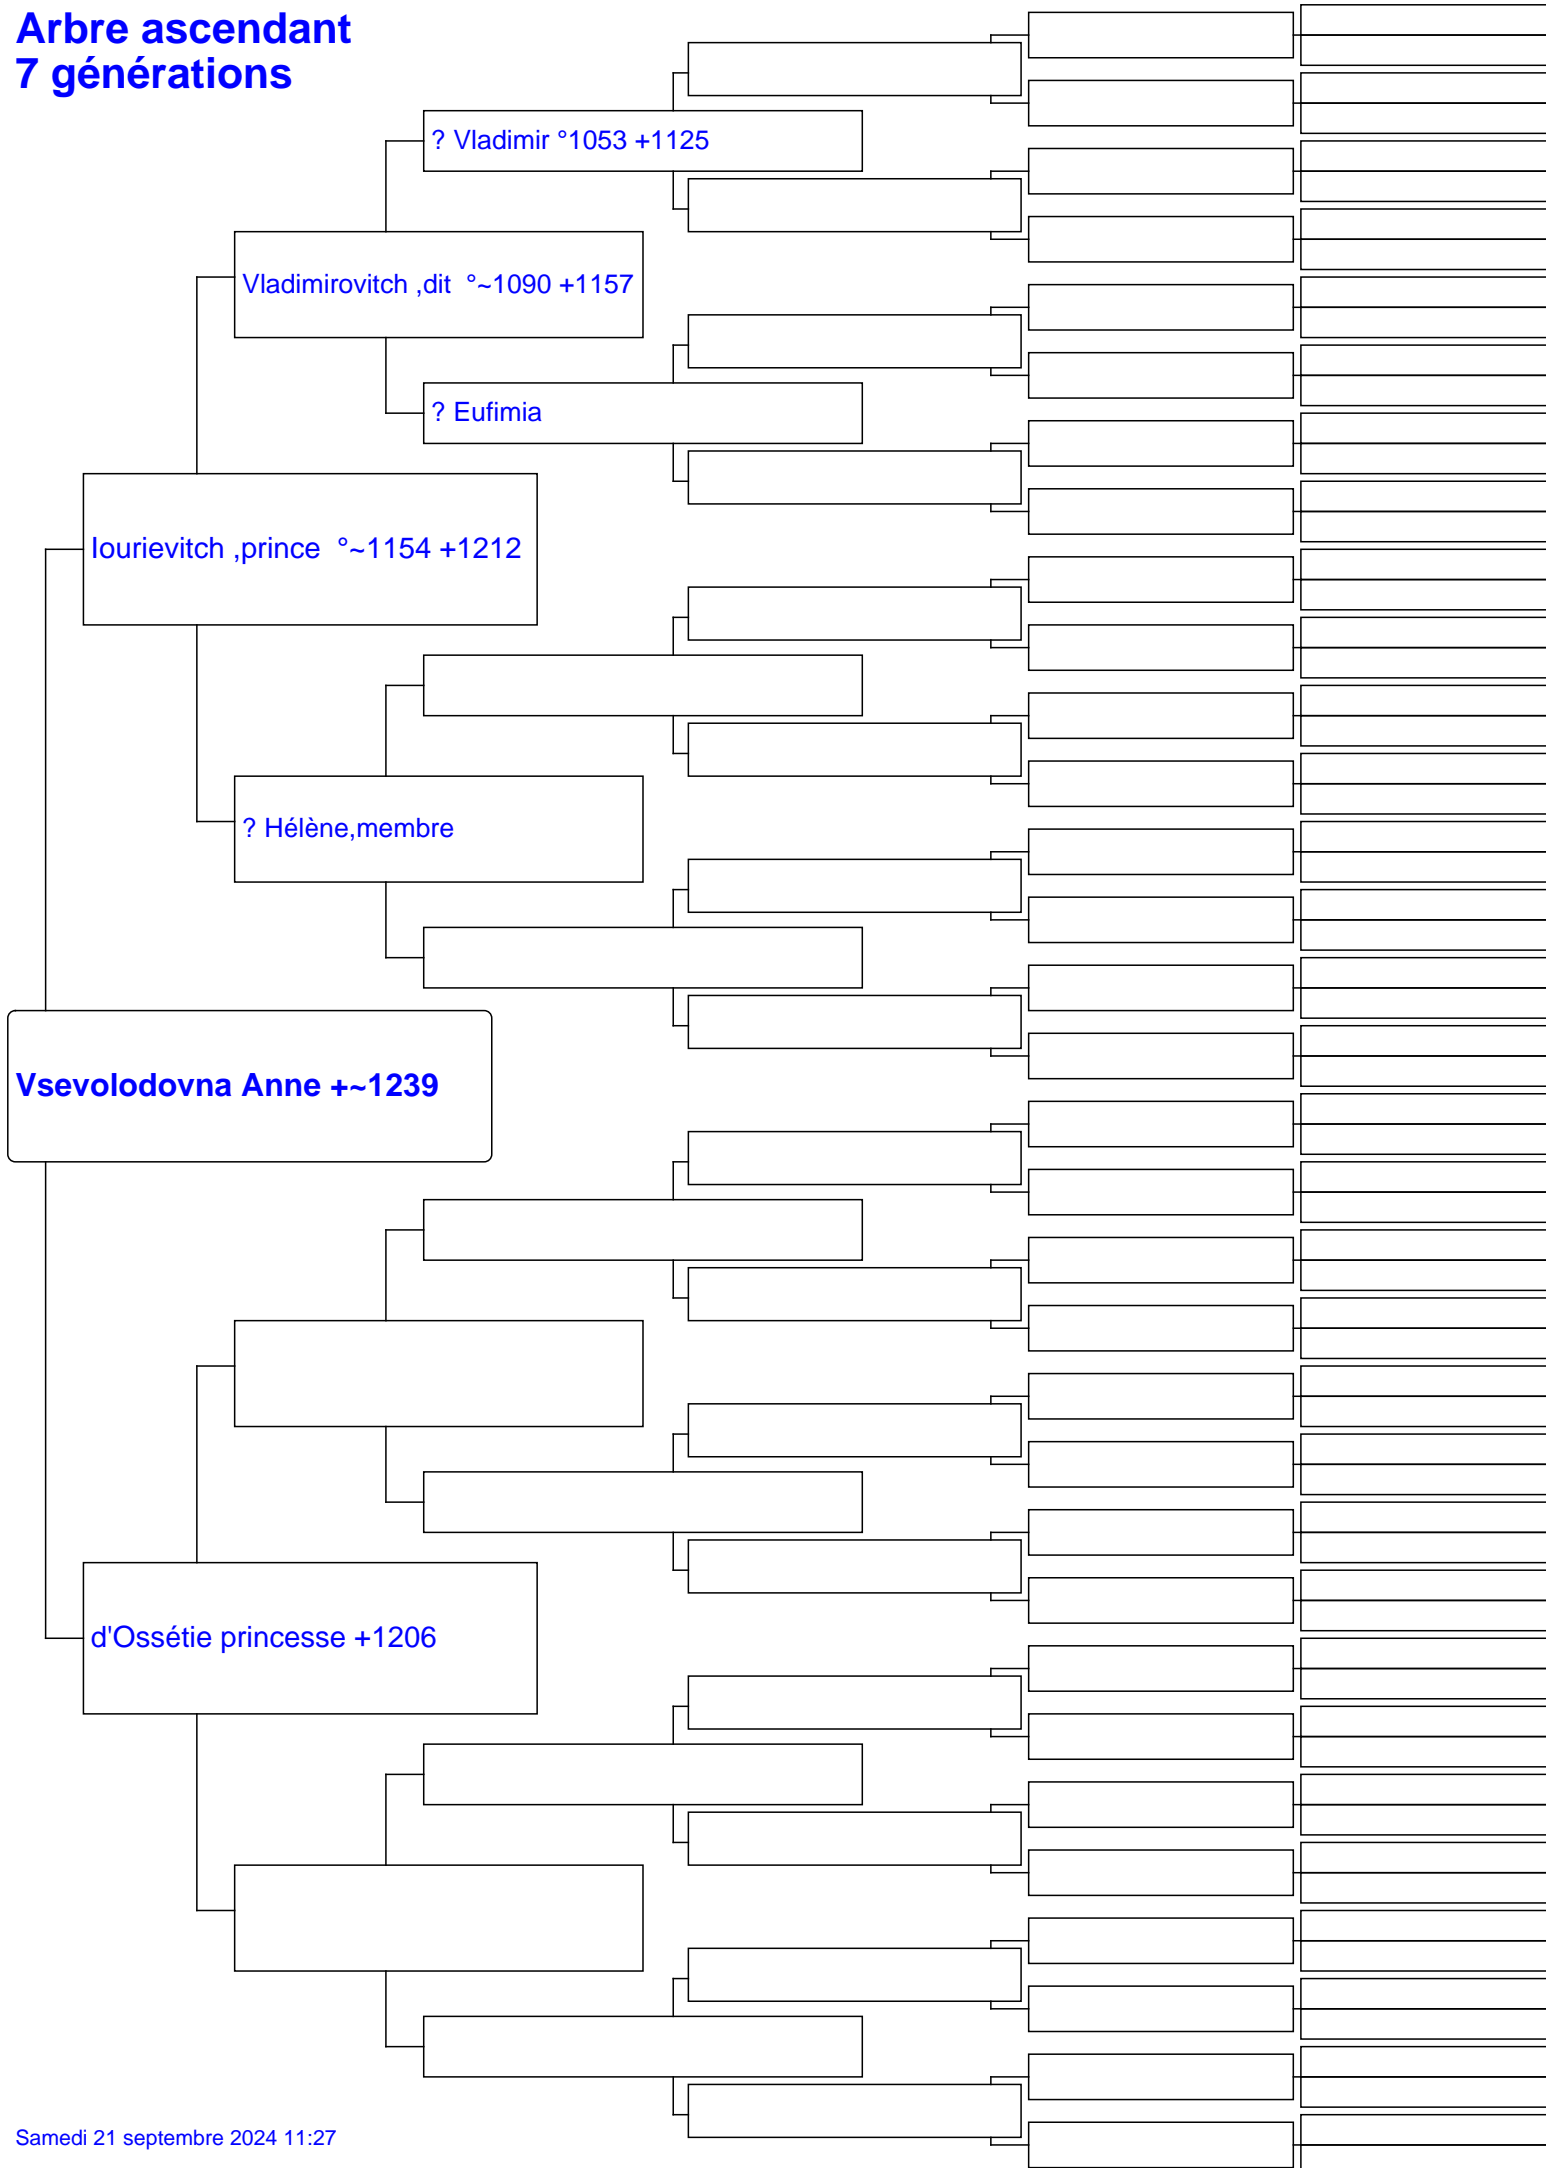 Arbre ascendant
7 générations
? Vladimir °1053 +1125
Vladimirovitch ,dit  °~1090 +1157
? Eufimia
Iourievitch ,prince  °~1154 +1212
? Hélène,membre
Vsevolodovna Anne +~1239
d'Ossétie princesse +1206
Samedi 21 septembre 2024 11:27